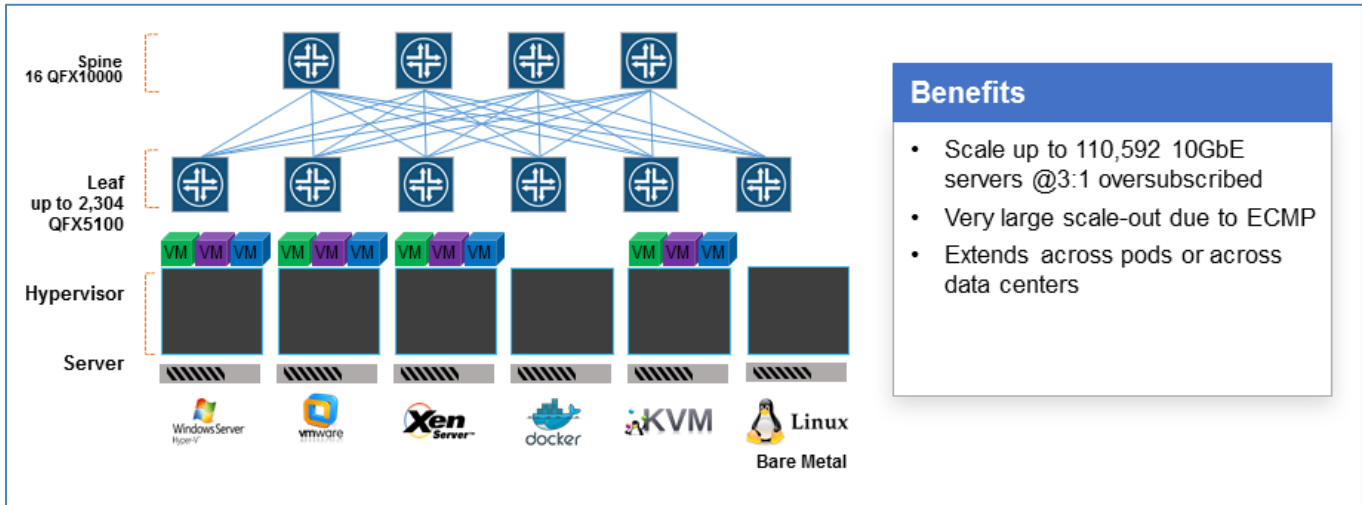 Spine
16 QFX10000
Leaf
up to 2,304
QFX5100
VM VM VM VM VM VM VM VM VM VM VM VM
Hypervisor
Server
Windows Server
Hyper-V
vmware
Xen
Server™
docker
KVM
Linux
Bare Metal
Benefits
• Scale up to 110,592 10GbE
servers @3:1 oversubscribed
• Very large scale-out due to ECMP
• Extends across pods or across
data centers